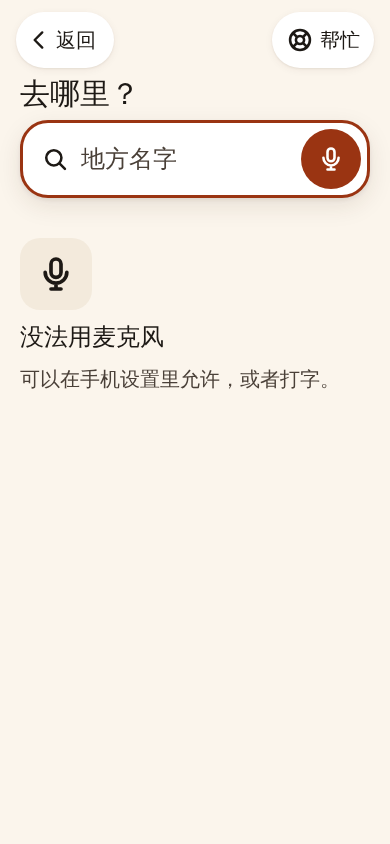 返回
帮忙
去哪里？
地方名字
没法用麦克风
可以在手机设置里允许，或者打字。